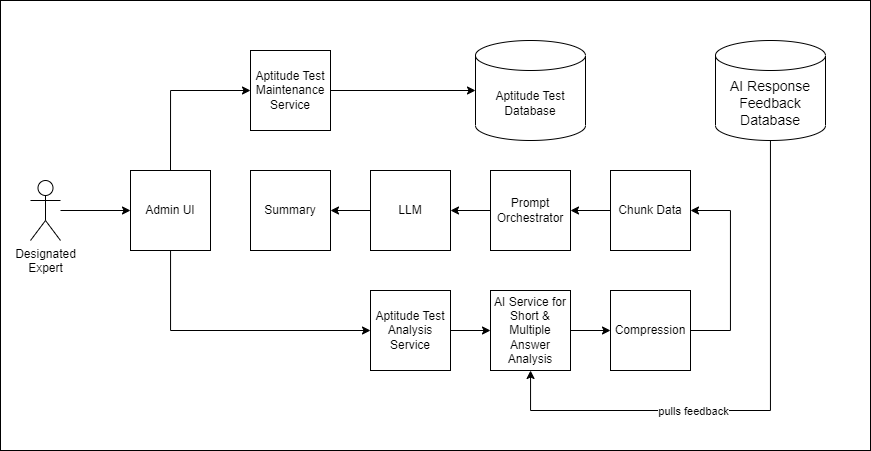 Aptitude Test
Maintenance
Service
Aptitude Test
Database
AI Response
Feedback
Database
Designated
Expert
Admin UI
Summary
LLM
Prompt
Orchestrator
Chunk Data
Aptitude Test
Analysis
Service
AI Service for
Short &
Multiple
Answer
Analysis
Compression
pulls feedback